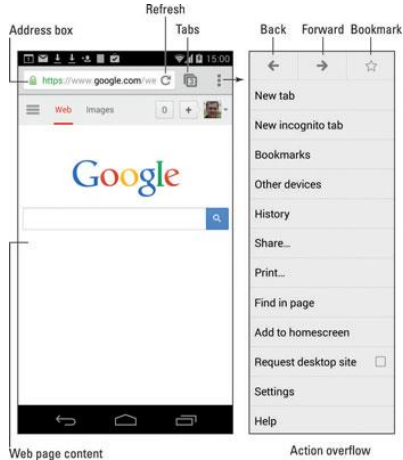 Refresh
Address box
Tabs
Back Forward Bookmark
15:00
https://www.google.com/we
Web Images 0 +
Google
New tab
New incognito tab
Bookmarks
Other devices
History
Share...
Print...
Find in page
Add to homescreen
Request desktop site
Settings
Help
Web page content
Action overflow